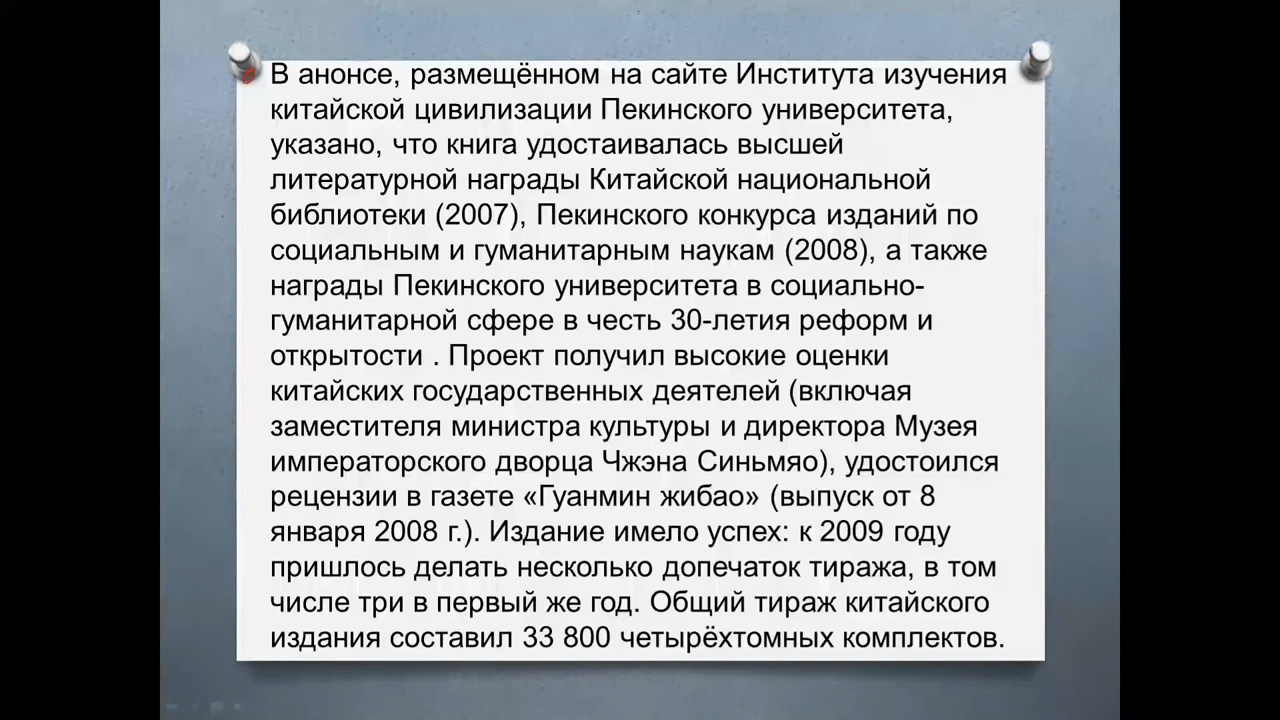 В анонсе, размещённом на сайте Института изучения
китайской цивилизации Пекинского университета,
указано, что книга удостаивалась высшей
литературной награды Китайской национальной
библиотеки (2007), Пекинского конкурса изданий по
социальным и гуманитарным наукам (2008), а также
награды Пекинского университета в социально-
гуманитарной сфере в честь 30-летия реформ и
открытости . Проект получил высокие оценки
китайских государственных деятелей (включая
заместителя министра культуры и директора Музея
императорского дворца Чжэна Синьмяо), удостоился
рецензии в газете «Гуанмин жибао» (выпуск от 8
января 2008 г.). Издание имело успех: к 2009 году
пришлось делать несколько допечаток тиража, в том
числе три в первый же год. Общий тираж китайского
издания составил 33 800 четырёхтомных комплектов.